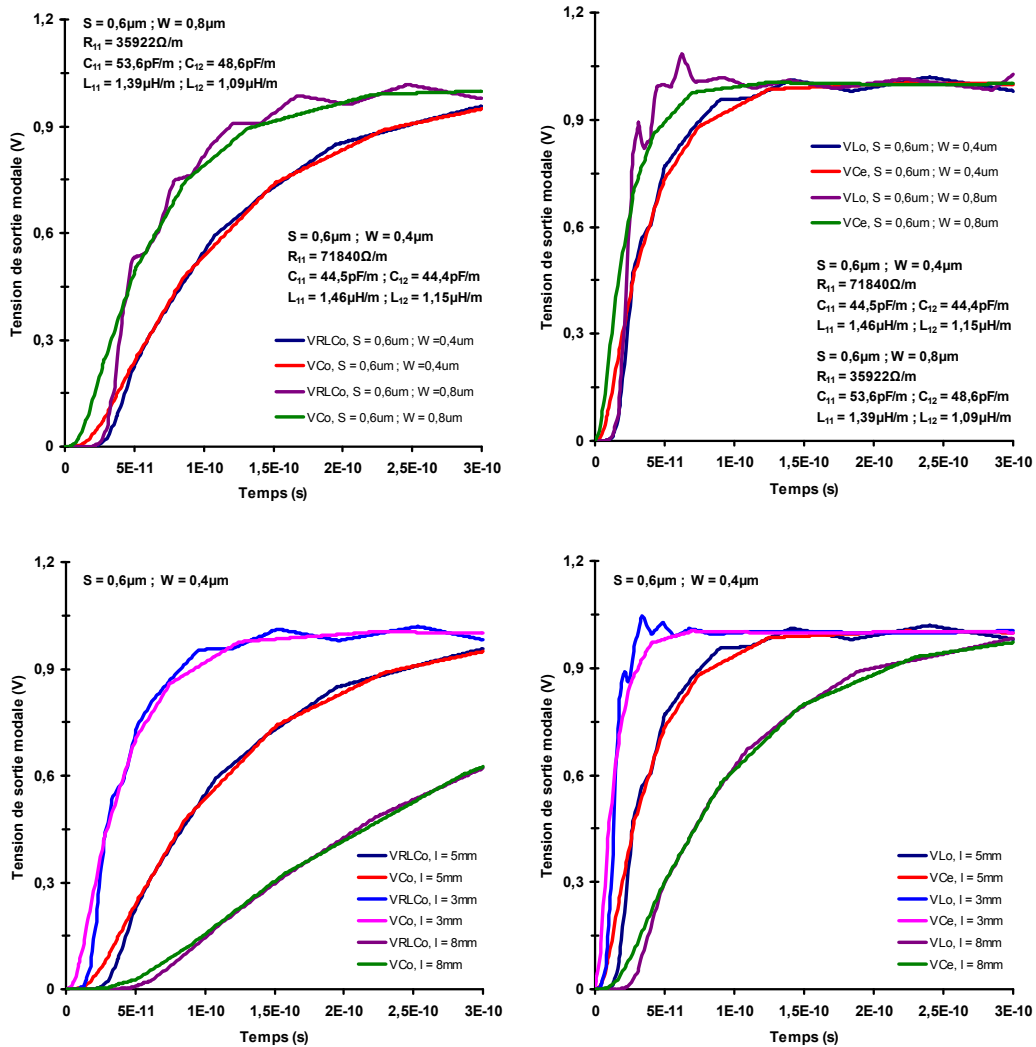 1,2
0,9
0,6
0,3
0
Tension de sortie modale (V)
S = 0,6µm ; W = 0,8µm
R11 = 35922Ω/m
C11 = 53,6pF/m ; C12 = 48,6pF/m
L11 = 1,39µH/m ; L12 = 1,09µH/m
S = 0,6µm ; W = 0,4µm
R11 = 71840Ω/m
C11 = 44,5pF/m ; C12 = 44,4pF/m
L11 = 1,46µH/m ; L12 = 1,15µH/m
VRLCo, S = 0,6um ; W =0,4um
VCo, S = 0,6um ; W =0,4um
VRLCo, S = 0,6um ; W = 0,8um
VCo, S = 0,6um ; W = 0,8um
0 5E-11 1E-10 1,5E-10 2E-10 2,5E-10 3E-10
Temps (s)
1,2
0,9
0,6
0,3
0
Tension de sortie modale (V)
VLo, S = 0,6um ; W = 0,4um
VCe, S = 0,6um ; W = 0,4um
VLo, S = 0,6um ; W = 0,8um
VCe, S = 0,6um ; W = 0,8um
S = 0,6µm ; W = 0,4µm
R11 = 71840Ω/m
C11 = 44,5pF/m ; C12 = 44,4pF/m
L11 = 1,46µH/m ; L12 = 1,15µH/m
S = 0,6µm ; W = 0,8µm
R11 = 35922Ω/m
C11 = 53,6pF/m ; C12 = 48,6pF/m
L11 = 1,39µH/m ; L12 = 1,09µH/m
0 5E-11 1E-10 1,5E-10 2E-10 2,5E-10 3E-10
Temps (s)
1,2
0,9
0,6
0,3
0
Tension de sortie modale (V)
S = 0,6µm ; W = 0,4µm
VRLCo, l = 5mm
VCo, l = 5mm
VRLCo, l = 3mm
VCo, l = 3mm
VRLCo, l = 8mm
VCo, l = 8mm
0 5E-11 1E-10 1,5E-10 2E-10 2,5E-10 3E-10
Temps (s)
1,2
0,9
0,6
0,3
0
Tension de sortie modale (V)
S = 0,6µm ; W = 0,4µm
VLo, l = 5mm
VCe, l = 5mm
VLo, l = 3mm
VCe, l = 3mm
VLo, l = 8mm
VCe, l = 8mm
0 5E-11 1E-10 1,5E-10 2E-10 2,5E-10 3E-10
Temps (s)